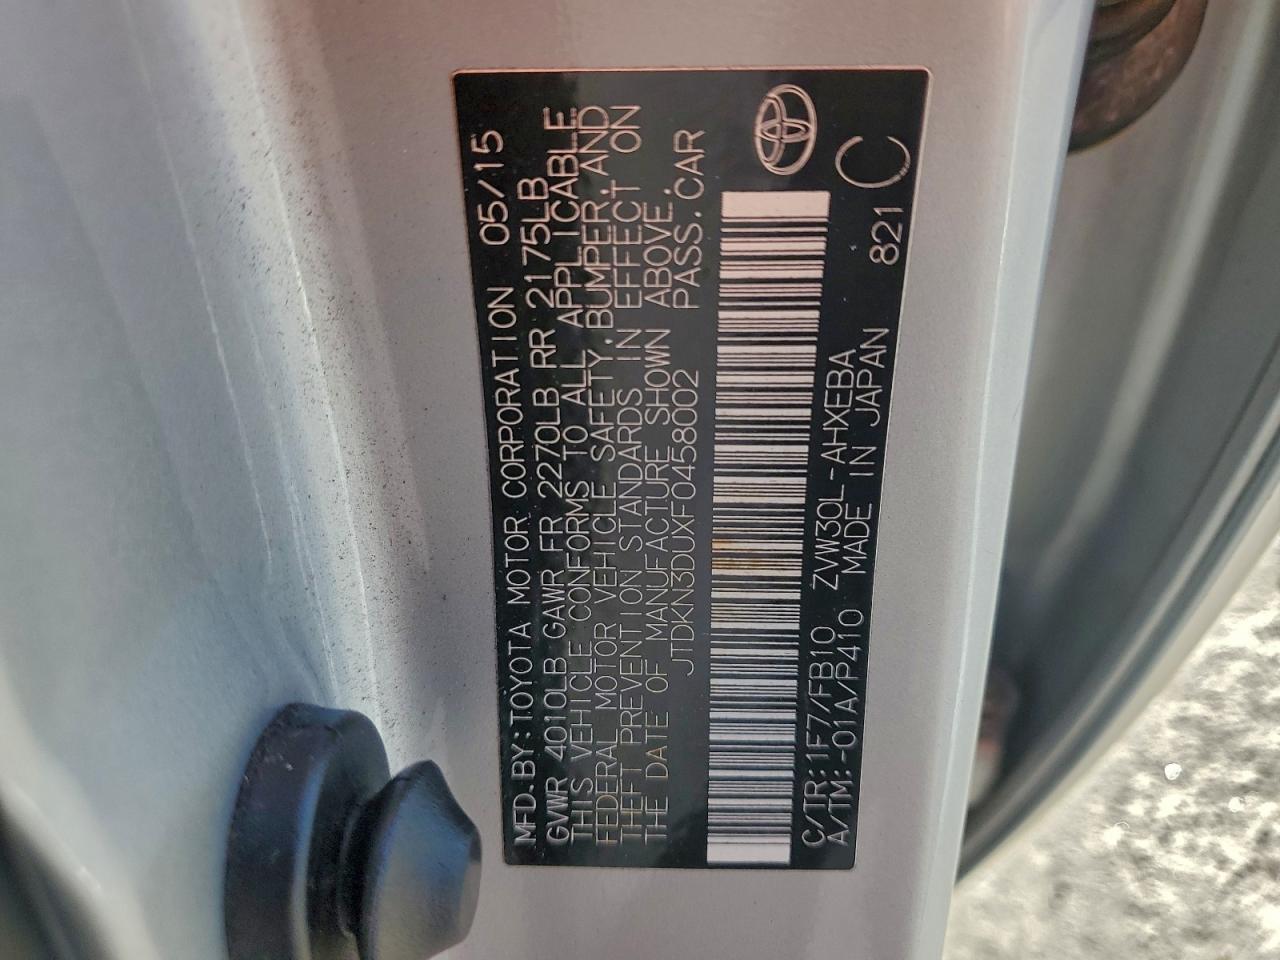 MFD.BY:TOYOTA MOTOR CORPORATION 05/15
GVWR 4010LB GAWR FR 2270LB RR 2175LB
THIS VEHICLE CONFORMS TO ALL APPLICABLE
FEDERAL MOTOR VEHICLE SAFETY,BUMPER,AND
THEFT PREVENTION STANDARDS IN EFFECT ON
THE DATE OF MANUFACTURE SHOWN ABOVE.
JTDKN3DUXF0458002 PASS.CAR
C/TR:1F7/FB10 ZVW30L-AHXEBA
A/TM:-01A/P410 MADE IN JAPAN 821 C